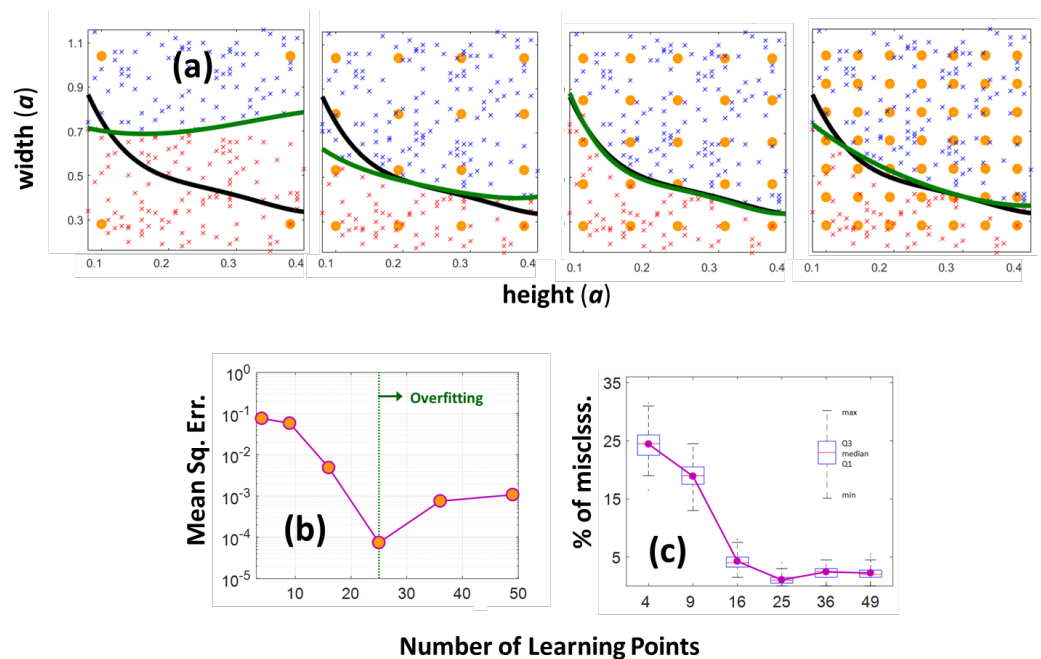 (a)
width (a)
1.1
0.9
0.7
0.5
0.3
0.1 0.2 0.3 0.4
0.1 0.2 0.3 0.4
0.1 0.2 0.3 0.4
0.1 0.2 0.3 0.4
height (a)
Mean Sq. Err.
10^0
10^-1
10^-2
10^-3
10^-4
10^-5
Overfitting
(b)
10 20 30 40 50
% of misclsss.
35
25
15
5
max
Q3
median
Q1
min
(c)
4 9 16 25 36 49
Number of Learning Points